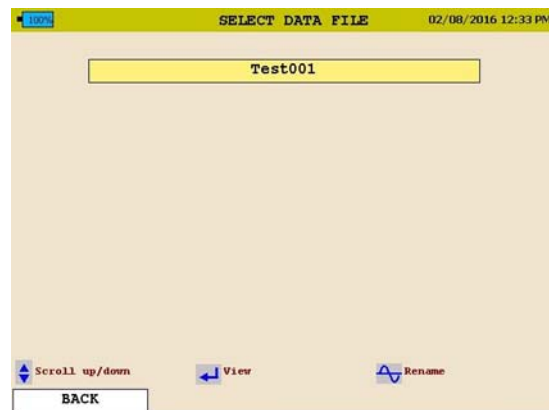 100% SELECT DATA FILE 02/08/2016 12:33 PM
Test001
Scroll up/down View Rename
BACK